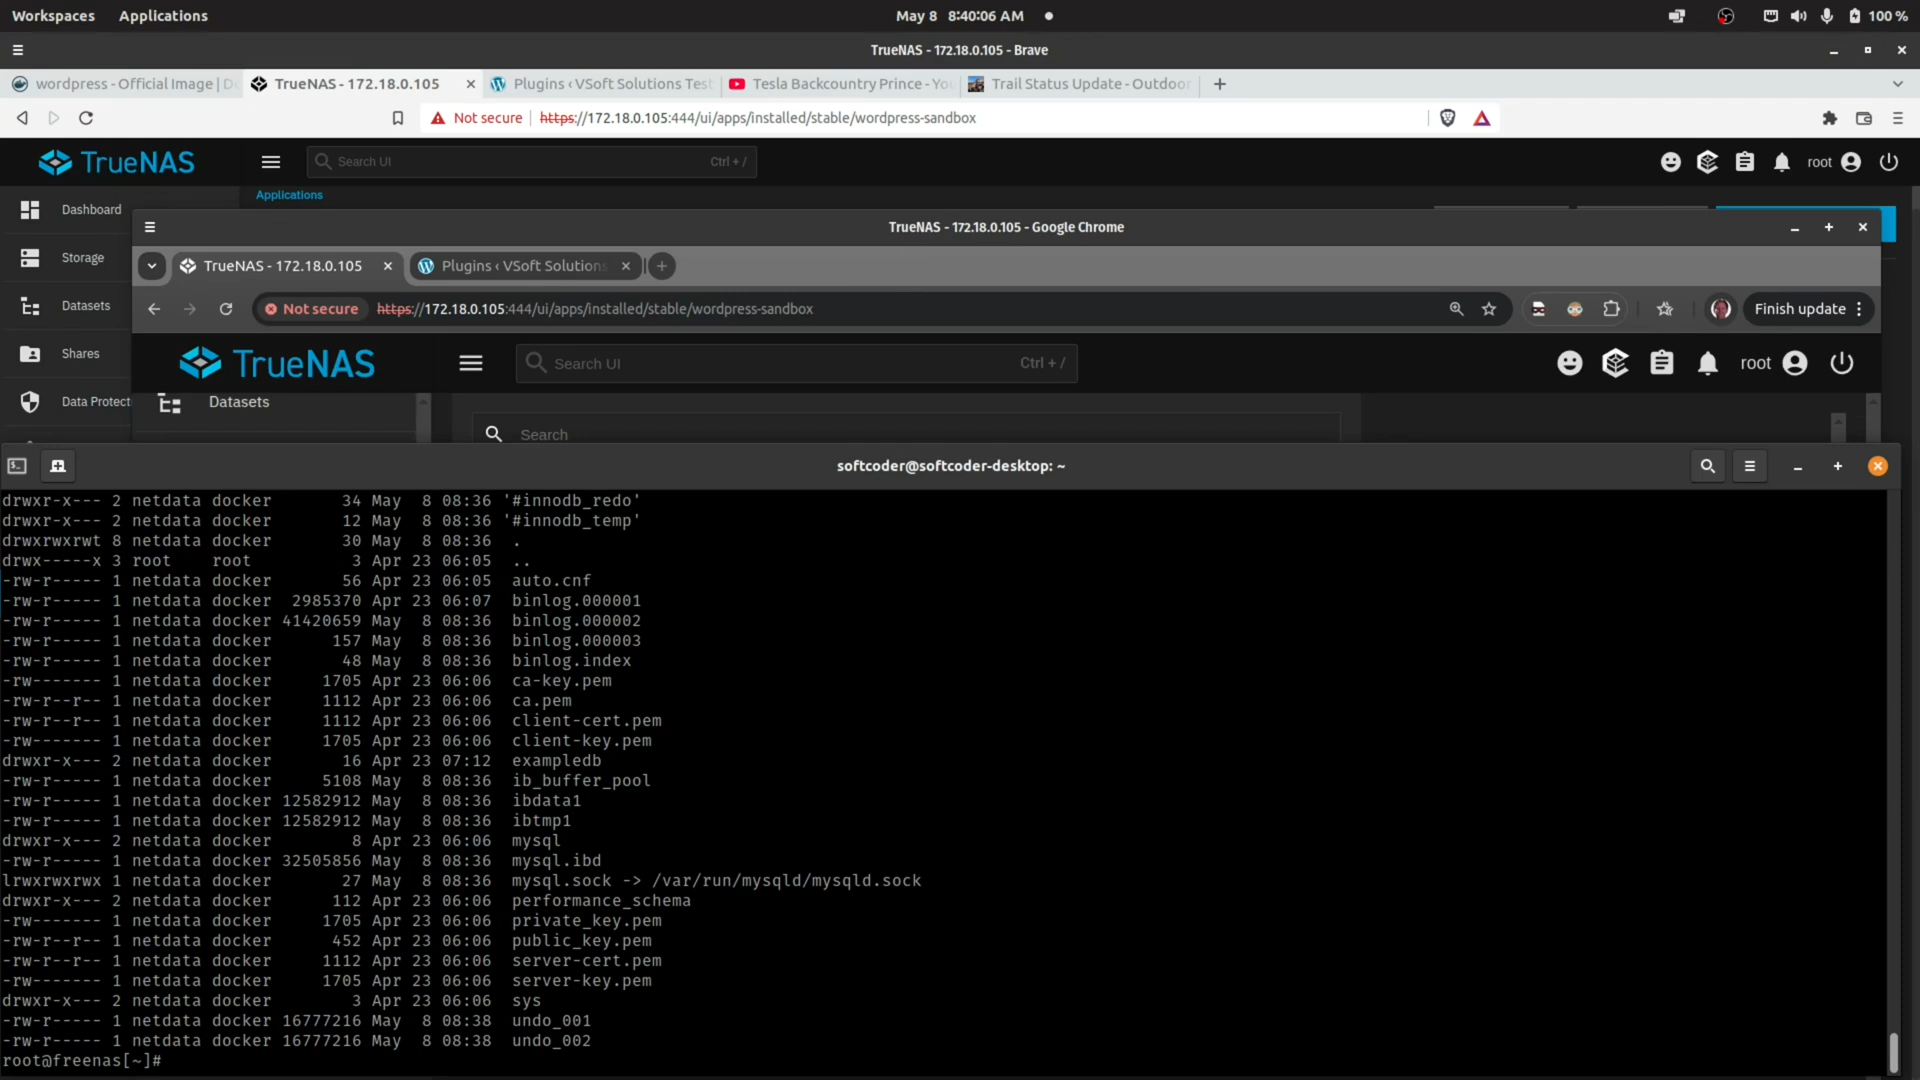 Workspaces Applications May 8 8:40:06 AM 100 %
TrueNAS - 172.18.0.105 - Brave
wordpress - Official Image | D TrueNAS - 172.18.0.105 Plugins ‹ VSoft Solutions Test Tesla Backcountry Prince - Yo Trail Status Update - Outdoor
Not secure https://172.18.0.105:444/ui/apps/installed/stable/wordpress-sandbox
TrueNAS Search UI Ctrl + / root
Applications
Dashboard
Storage
Datasets
Shares
Data Protect
TrueNAS - 172.18.0.105 - Google Chrome
TrueNAS - 172.18.0.105 Plugins ‹ VSoft Solutions
Not secure https://172.18.0.105:444/ui/apps/installed/stable/wordpress-sandbox Finish update
TrueNAS Search UI Ctrl + / root
Datasets
Search
softcoder@softcoder-desktop: ~
drwxr-x--- 2 netdata docker 34 May 8 08:36 '#innodb_redo'
drwxr-x--- 2 netdata docker 12 May 8 08:36 '#innodb_temp'
drwxrwxrwt 8 netdata docker 30 May 8 08:36 .
drwx-----x 3 root root 3 Apr 23 06:05 ..
-rw-r----- 1 netdata docker 56 Apr 23 06:05 auto.cnf
-rw-r----- 1 netdata docker 2985370 Apr 23 06:07 binlog.000001
-rw-r----- 1 netdata docker 41420659 May 8 08:36 binlog.000002
-rw-r----- 1 netdata docker 157 May 8 08:36 binlog.000003
-rw-r----- 1 netdata docker 48 May 8 08:36 binlog.index
-rw------- 1 netdata docker 1705 Apr 23 06:06 ca-key.pem
-rw-r--r-- 1 netdata docker 1112 Apr 23 06:06 ca.pem
-rw-r--r-- 1 netdata docker 1112 Apr 23 06:06 client-cert.pem
-rw------- 1 netdata docker 1705 Apr 23 06:06 client-key.pem
drwxr-x--- 2 netdata docker 16 Apr 23 07:12 exampledb
-rw-r----- 1 netdata docker 5108 May 8 08:36 ib_buffer_pool
-rw-r----- 1 netdata docker 12582912 May 8 08:36 ibdata1
-rw-r----- 1 netdata docker 12582912 May 8 08:36 ibtmp1
drwxr-x--- 2 netdata docker 8 Apr 23 06:06 mysql
-rw-r----- 1 netdata docker 32505856 May 8 08:36 mysql.ibd
lrwxrwxrwx 1 netdata docker 27 May 8 08:36 mysql.sock -> /var/run/mysqld/mysqld.sock
drwxr-x--- 2 netdata docker 112 Apr 23 06:06 performance_schema
-rw------- 1 netdata docker 1705 Apr 23 06:06 private_key.pem
-rw-r--r-- 1 netdata docker 452 Apr 23 06:06 public_key.pem
-rw-r--r-- 1 netdata docker 1112 Apr 23 06:06 server-cert.pem
-rw------- 1 netdata docker 1705 Apr 23 06:06 server-key.pem
drwxr-x--- 2 netdata docker 3 Apr 23 06:06 sys
-rw-r----- 1 netdata docker 16777216 May 8 08:38 undo_001
-rw-r----- 1 netdata docker 16777216 May 8 08:38 undo_002
root@freenas[~]#